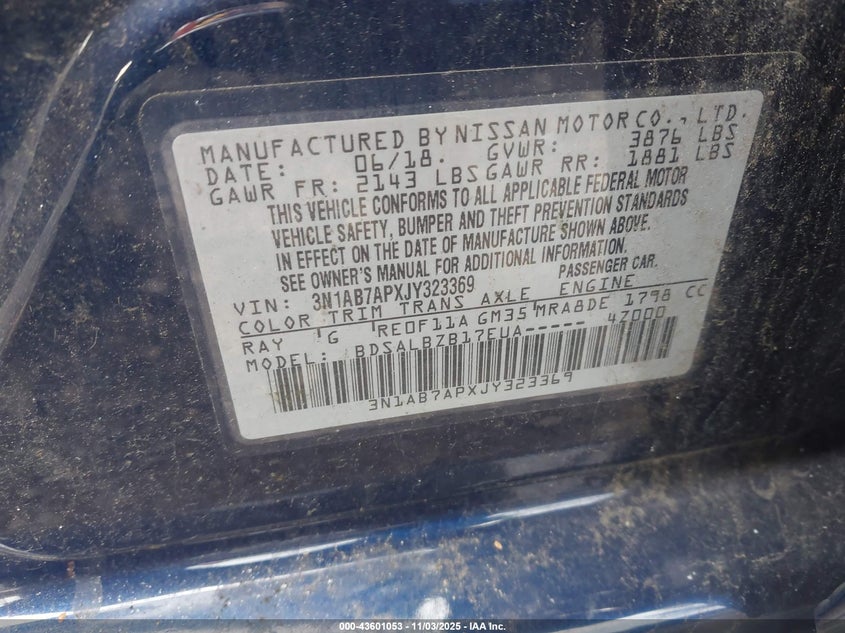 MANUFACTURED BY NISSAN MOTOR CO., LTD.
DATE: 06/18. GVWR: 3876 LBS
GAWR FR: 2143 LBS GAWR RR: 1881 LBS
THIS VEHICLE CONFORMS TO ALL APPLICABLE FEDERAL MOTOR
VEHICLE SAFETY, BUMPER AND THEFT PREVENTION STANDARDS
IN EFFECT ON THE DATE OF MANUFACTURE SHOWN ABOVE.
SEE OWNER'S MANUAL FOR ADDITIONAL INFORMATION.
VIN: 3N1AB7APXJY323369 PASSENGER CAR.
COLOR TRIM TRANS AXLE ENGINE
RAY G RE0F11A GM35 MRA8DE 1798 CC
MODEL: BDSALBZB17EUA----- 4Z000
3N1AB7APXJY323369
000-43601053 - 11/03/2025 - IAA Inc.